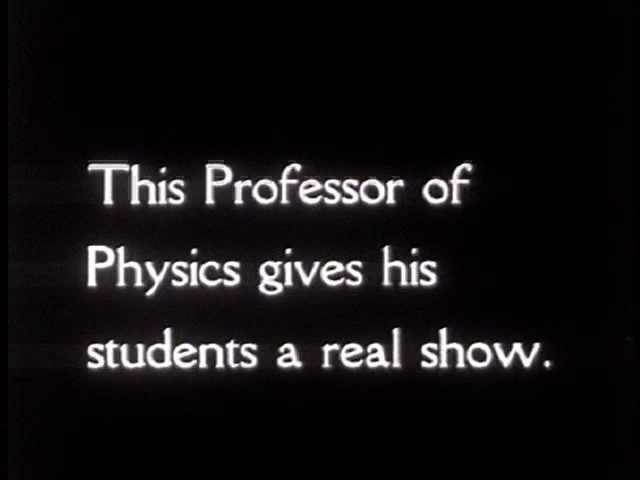 This Professor of
Physics gives his
students a real show.